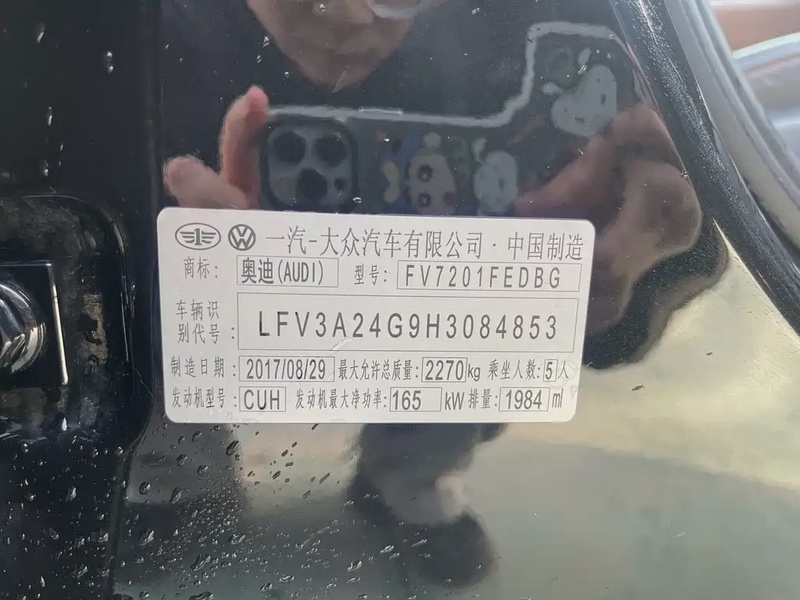 一汽-大众汽车有限公司·中国制造
商标: 奥迪(AUDI) 型号: FV7201FEDBG
车辆识别代号: LFV3A24G9H3084853
制造日期: 2017/08/29 最大允许总质量: 2270kg 乘坐人数: 5人
发动机型号: CUH 发动机最大净功率: 165 kW 排量: 1984 ml